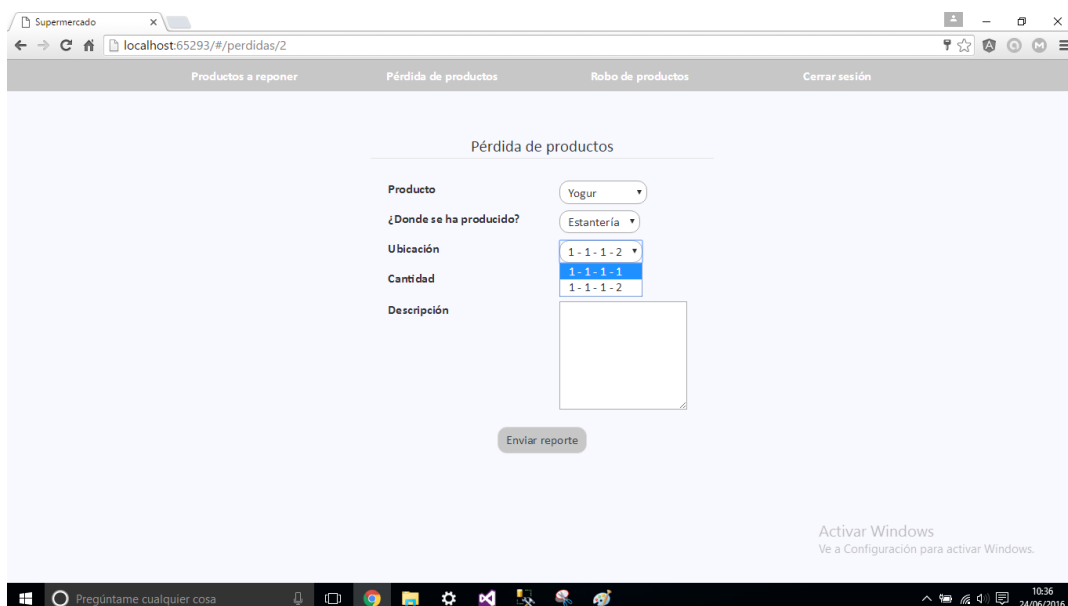 Supermercado
localhost:65293/#/perdidas/2
Productos a reponer Pérdida de productos Robo de productos Cerrar sesión
Pérdida de productos
Producto Yogur
¿Donde se ha producido? Estantería
Ubicación 1 - 1 - 1 - 2
1 - 1 - 1 - 1
Cantidad
1 - 1 - 1 - 2
Descripción
Enviar reporte
Activar Windows
Ve a Configuración para activar Windows.
Pregúntame cualquier cosa
10:36
24/06/2016